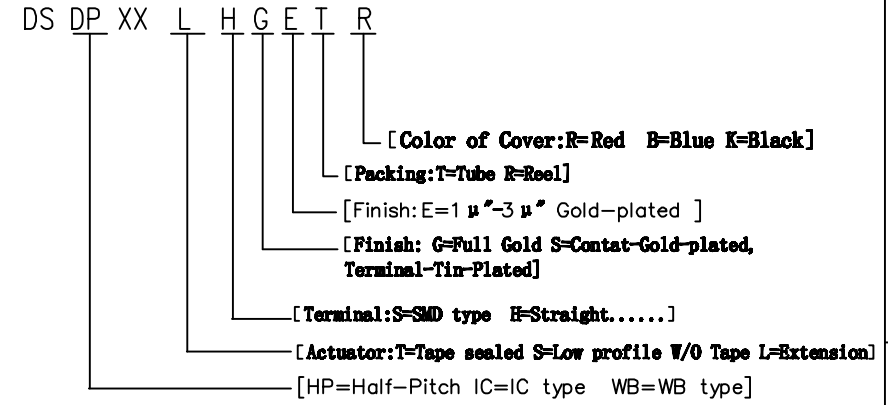 DS DP XX L H G E T R
[Color of Cover:R=Red B=Blue K=Black]
[Packing:T=Tube R=Reel]
[Finish:E=1 μ"-3 μ" Gold-plated ]
[Finish: G=Full Gold S=Contat-Gold-plated,
Terminal-Tin-Plated]
[Terminal:S=SMD type H=Straight......]
[Actuator:T=Tape sealed S=Low profile W/O Tape L=Extension]
[HP=Half-Pitch IC=IC type WB=WB type]